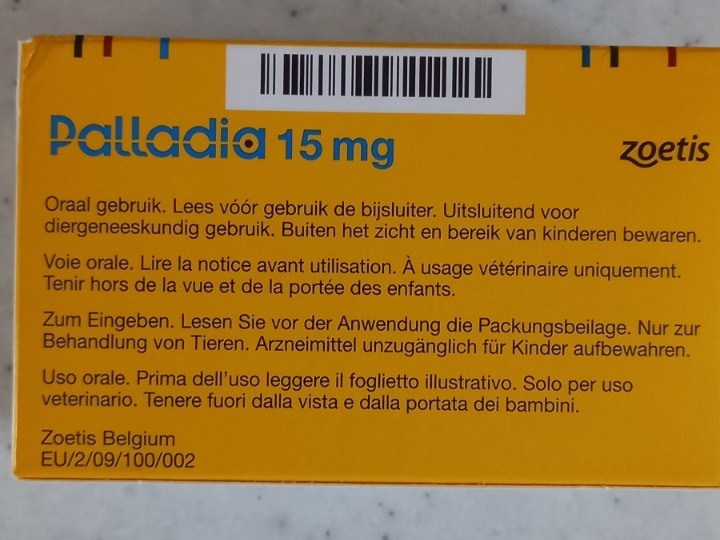 Palladia 15 mg
zoetis
Oraal gebruik. Lees vóór gebruik de bijsluiter. Uitsluitend voor
diergeneeskundig gebruik. Buiten het zicht en bereik van kinderen bewaren.
Voie orale. Lire la notice avant utilisation. À usage vétérinaire uniquement.
Tenir hors de la vue et de la portée des enfants.
Zum Eingeben. Lesen Sie vor der Anwendung die Packungsbeilage. Nur zur
Behandlung von Tieren. Arzneimittel unzugänglich für Kinder aufbewahren.
Uso orale. Prima dell'uso leggere il foglietto illustrativo. Solo per uso
veterinario. Tenere fuori dalla vista e dalla portata dei bambini.
Zoetis Belgium
EU/2/09/100/002